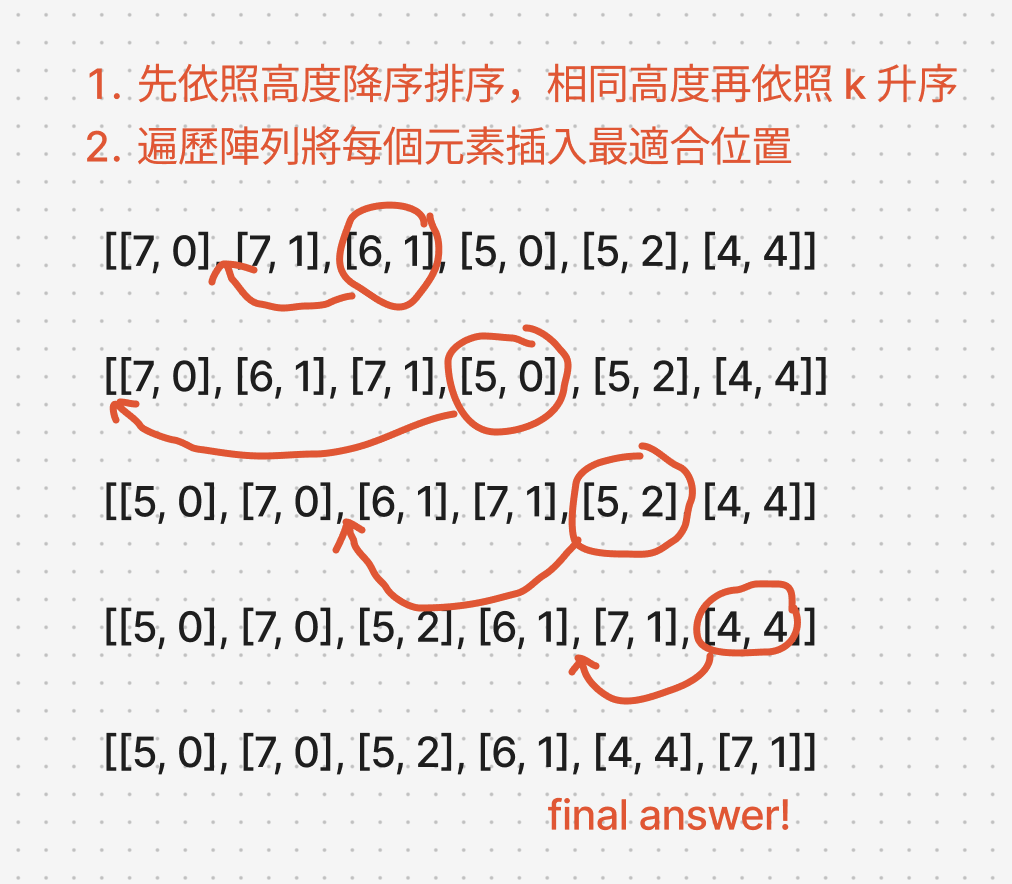 1. 先依照高度降序排序，相同高度再依照 k 升序
2. 遍歷陣列將每個元素插入最適合位置
[[7, 0], [7, 1], [6, 1], [5, 0], [5, 2], [4, 4]]
[[7, 0], [6, 1], [7, 1], [5, 0] , [5, 2], [4, 4]]
[[5, 0], [7, 0], [6, 1], [7, 1], [5, 2] [4, 4]]
[[5, 0], [7, 0], [5, 2], [6, 1], [7, 1], [4, 4]]
[[5, 0], [7, 0], [5, 2], [6, 1], [4, 4], [7, 1]]
final answer!